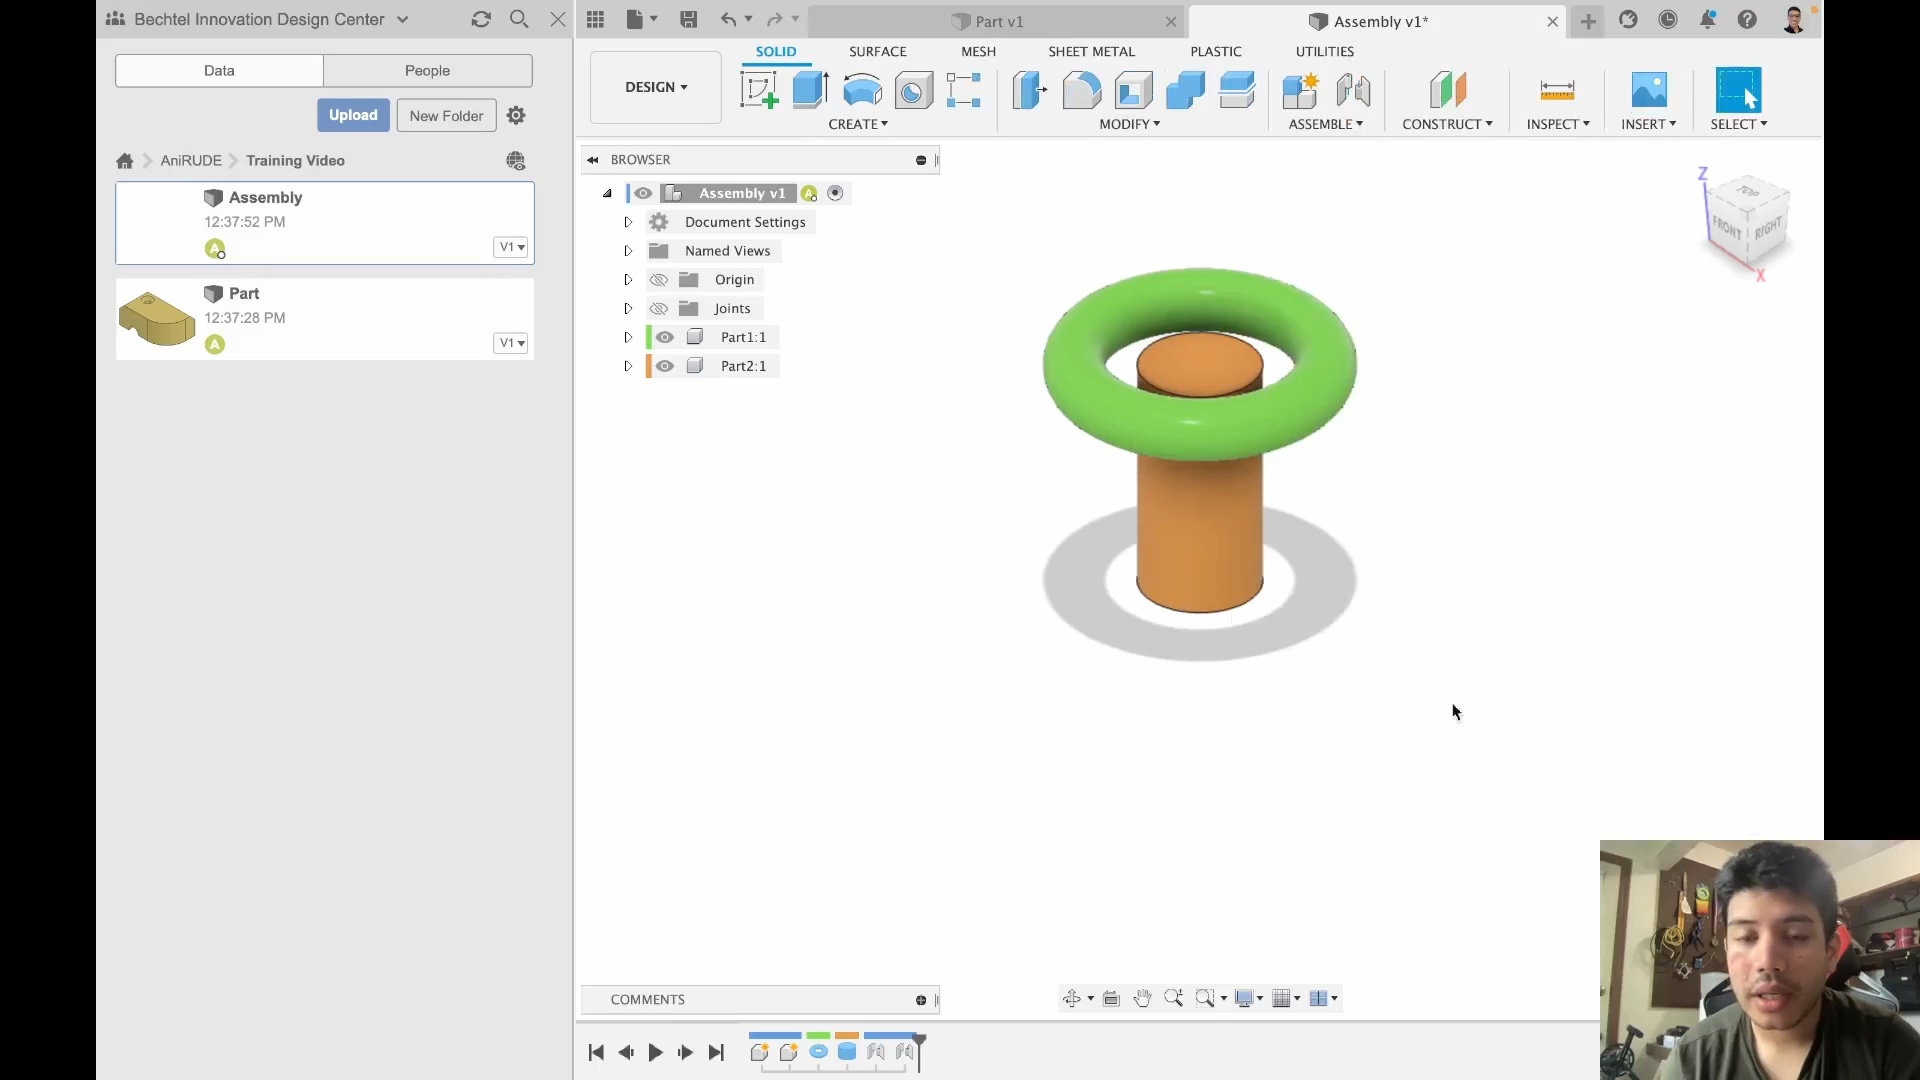 Bechtel Innovation Design Center
Data
People
Upload
New Folder
AniRUDE
Training Video
Assembly
12:37:52 PM
A
V1
Part
12:37:28 PM
A
V1
Part v1
Assembly v1*
DESIGN
SOLID
SURFACE
MESH
SHEET METAL
PLASTIC
UTILITIES
CREATE
MODIFY
ASSEMBLE
CONSTRUCT
INSPECT
INSERT
SELECT
BROWSER
Assembly v1
A
Document Settings
Named Views
Origin
Joints
Part1:1
Part2:1
Z
TOP
FRONT
RIGHT
X
COMMENTS